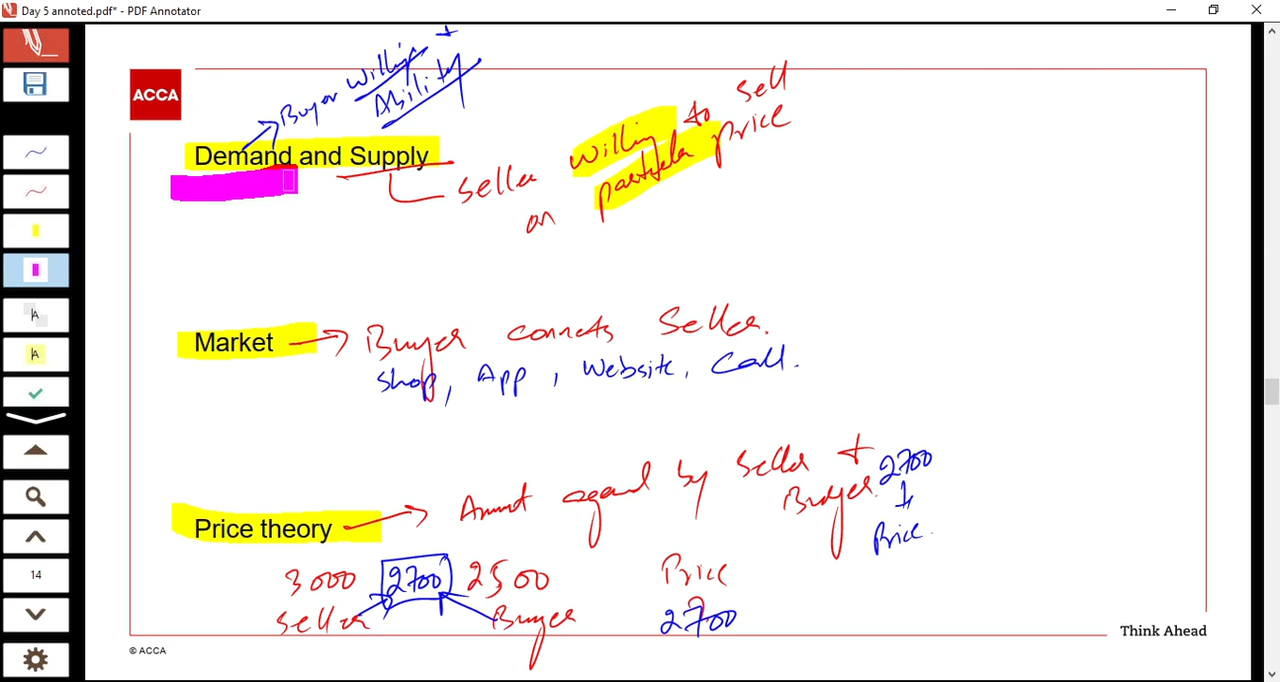 Day 5 annoted.pdf* - PDF Annotator
ACCA
Buyer Willing +
Ability
Demand and Supply
Seller willing to sell
on particular price
Market
Buyer connects Seller.
Shop, App, Website, Call.
Price theory
Amount agreed by Seller +
Buyer.
2700
Price.
3000 2700 2500
Seller Buyer
Price
2700
14
Think Ahead
© ACCA